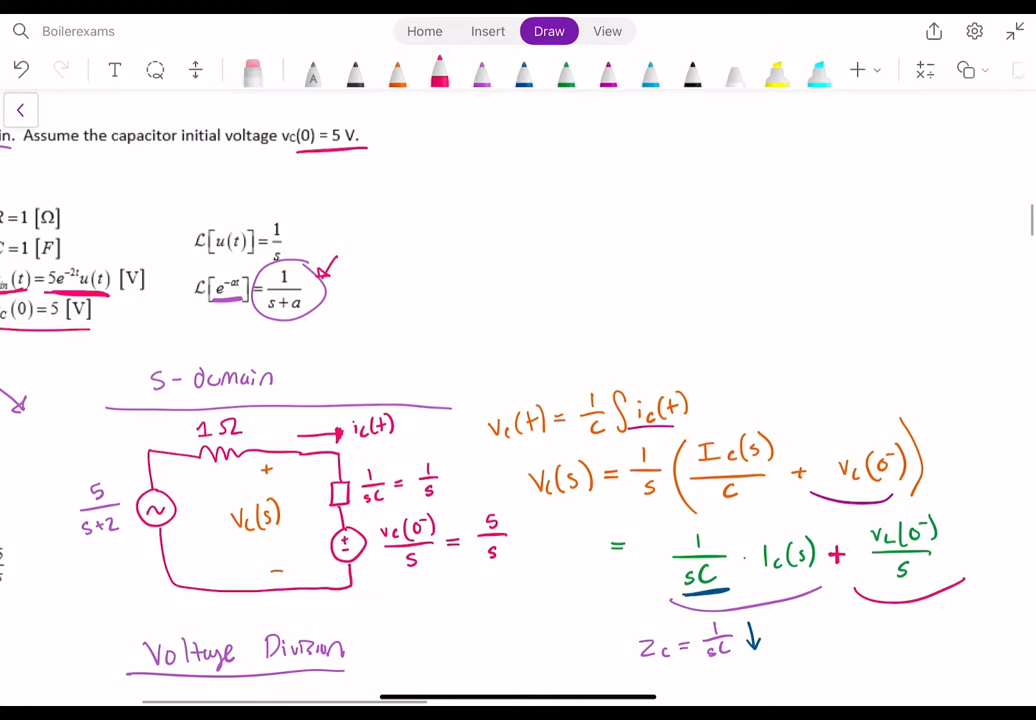 Boilerexams
Home Insert Draw View
in. Assume the capacitor initial voltage vc(0) = 5 V.
R = 1 [Ω]
C = 1 [F]
in(t) = 5e^{-2t}u(t) [V]
c(0) = 5 [V]
ℒ[u(t)] = 1/s
ℒ[e^{-at}] = 1/(s+a)
S - domain
1 Ω
ic(t)
5/(s+2)
+
Vc(s)
-
1/sC = 1/s
vc(0⁻)/s = 5/s
Voltage Division
vc(t) = 1/C ∫ ic(t)
Vc(s) = 1/s ( Ic(s)/C + vc(0⁻) )
= 1/sC · Ic(s) + vc(0⁻)/s
Zc = 1/sC ↓